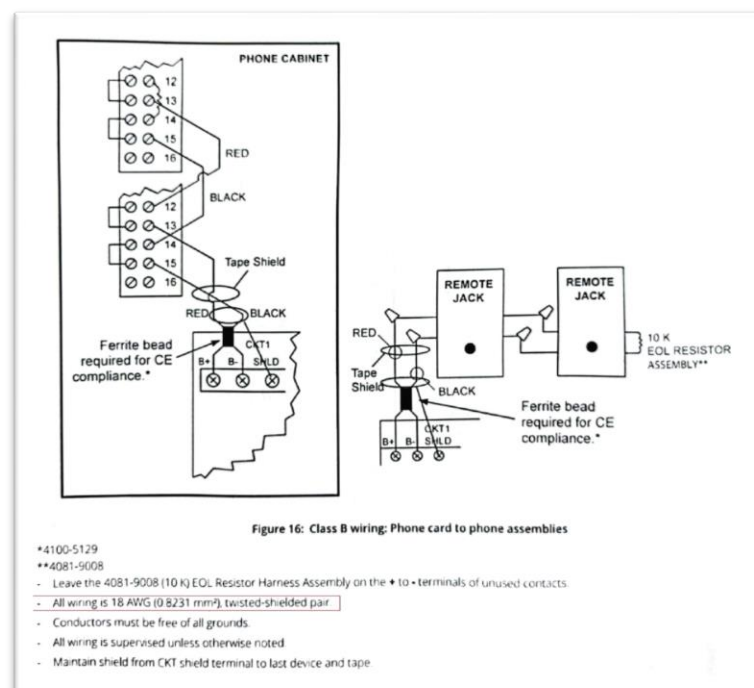 PHONE CABINET
12
13
14
15
16
RED
BLACK
12
13
14
15
16
Tape Shield
RED
BLACK
Ferrite bead
required for CE
compliance.*
CKT1
B+ B- SHLD
REMOTE
JACK
REMOTE
JACK
RED
Tape
Shield
BLACK
10 K
EOL RESISTOR
ASSEMBLY**
Ferrite bead
required for CE
compliance.*
CKT1
B+ B- SHLD
Figure 16: Class B wiring: Phone card to phone assemblies
*4100-5129
**4081-9008
- Leave the 4081-9008 (10 K) EOL Resistor Harness Assembly on the + to - terminals of unused contacts.
- All wiring is 18 AWG (0.8231 mm²), twisted-shielded pair.
- Conductors must be free of all grounds.
- All wiring is supervised unless otherwise noted.
- Maintain shield from CKT shield terminal to last device and tape.